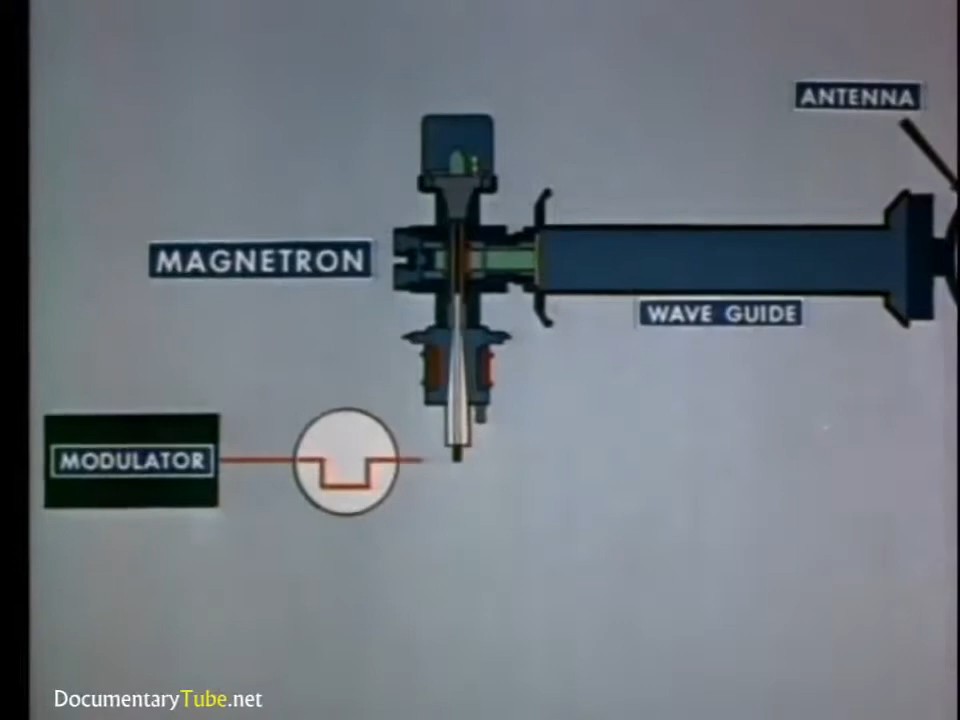 ANTENNA
MAGNETRON
WAVE GUIDE
MODULATOR
DocumentaryTube.net